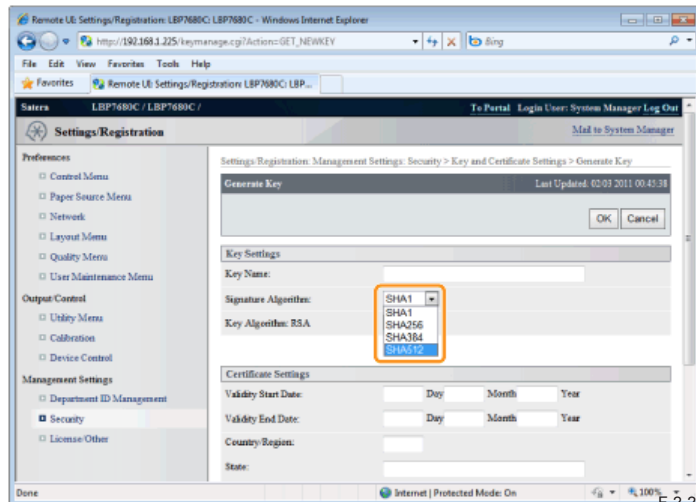 Remote UI: Settings/Registration: LBP7680C: LBP7680C - Windows Internet Explorer
http://192.168.1.225/keymanage.cgi?Action=GET_NEWKEY
Bing
File Edit View Favorites Tools Help
Favorites
Remote UI: Settings/Registration: LBP7680C: LBP...
Satera LBP7680C / LBP7680C /
To Portal Login User: System Manager Log Out
Settings/Registration
Mail to System Manager
Preferences
Control Menu
Paper Source Menu
Network
Layout Menu
Quality Menu
User Maintenance Menu
Output/Control
Utility Menu
Calibration
Device Control
Management Settings
Department ID Management
Security
License/Other
Settings/Registration: Management Settings: Security > Key and Certificate Settings > Generate Key
Generate Key
Last Updated: 02/03 2011 00:45:38
OK Cancel
Key Settings
Key Name:
Signature Algorithm: SHA1
SHA1
SHA256
SHA384
SHA512
Key Algorithm: RSA
Certificate Settings
Validity Start Date: Day Month Year
Validity End Date: Day Month Year
Country/Region:
State:
Done
Internet | Protected Mode: On
100%